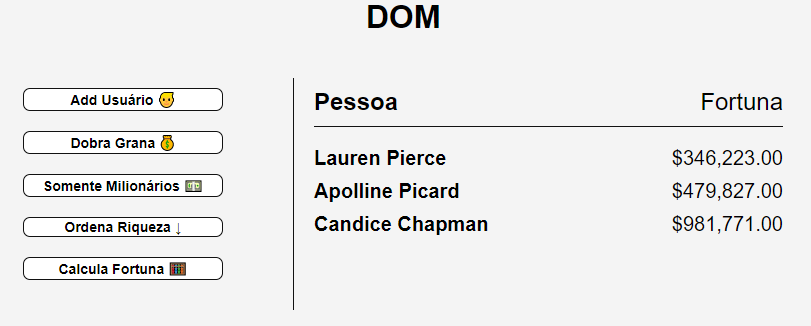 DOM
Add Usuário 👱
Dobra Grana 💰
Somente Milionários 💵
Ordena Riqueza ↓
Calcula Fortuna 🧮
Pessoa Fortuna
Lauren Pierce $346,223.00
Apolline Picard $479,827.00
Candice Chapman $981,771.00